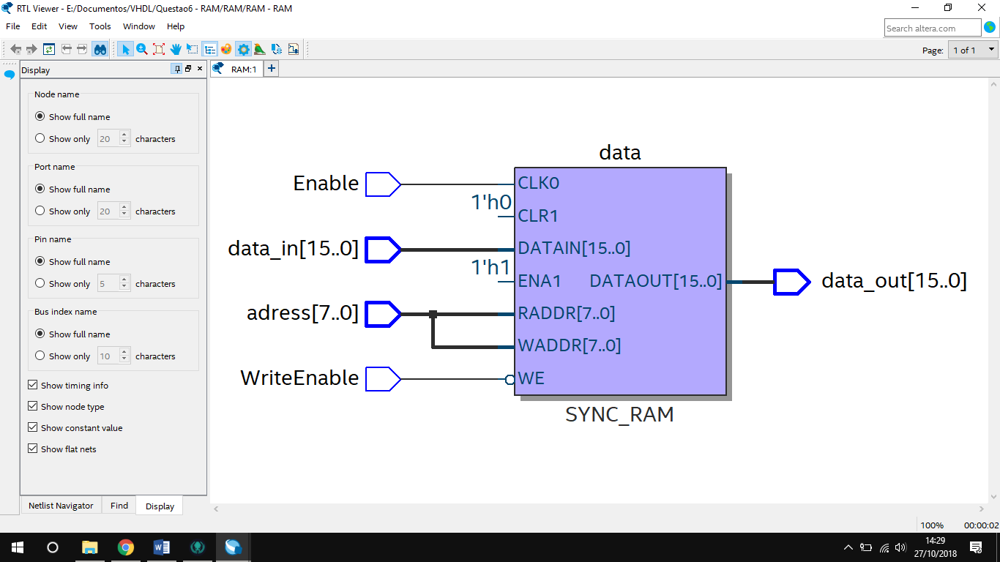 RTL Viewer - E:/Documentos/VHDL/Questao6 - RAM/RAM/RAM - RAM
File Edit View Tools Window Help
Search altera.com
Page: 1 of 1
Display
RAM:1
Node name
Show full name
Show only 20 characters
Port name
Show full name
Show only 20 characters
Pin name
Show full name
Show only 5 characters
Bus index name
Show full name
Show only 10 characters
Show timing info
Show node type
Show constant value
Show flat nets
Netlist Navigator Find Display
data
Enable CLK0
1'h0
CLR1
data_in[15..0] DATAIN[15..0]
1'h1
ENA1 DATAOUT[15..0] data_out[15..0]
adress[7..0] RADDR[7..0]
WADDR[7..0]
WriteEnable WE
SYNC_RAM
100% 00:00:02
14:29
27/10/2018